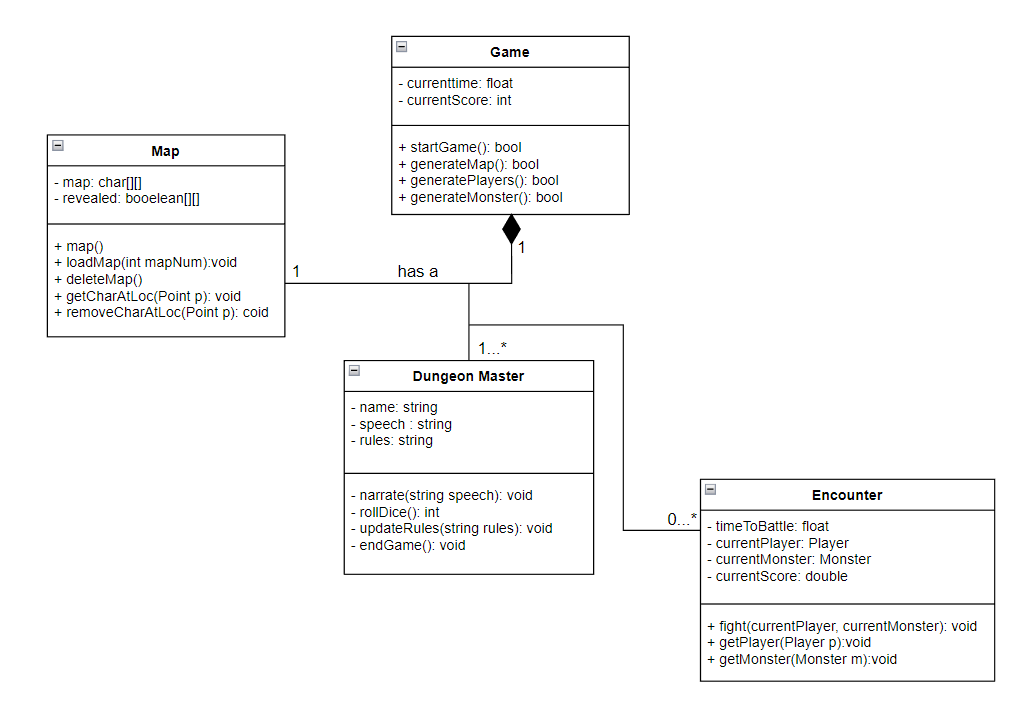 Game
- currenttime: float
- currentScore: int
+ startGame(): bool
+ generateMap(): bool
+ generatePlayers(): bool
+ generateMonster(): bool
Map
- map: char[][]
- revealed: booelean[][]
+ map()
+ loadMap(int mapNum):void
+ deleteMap()
+ getCharAtLoc(Point p): void
+ removeCharAtLoc(Point p): coid
1
has a
1
1...*
Dungeon Master
- name: string
- speech : string
- rules: string
- narrate(string speech): void
- rollDice(): int
- updateRules(string rules): void
- endGame(): void
0...*
Encounter
- timeToBattle: float
- currentPlayer: Player
- currentMonster: Monster
- currentScore: double
+ fight(currentPlayer, currentMonster): void
+ getPlayer(Player p):void
+ getMonster(Monster m):void